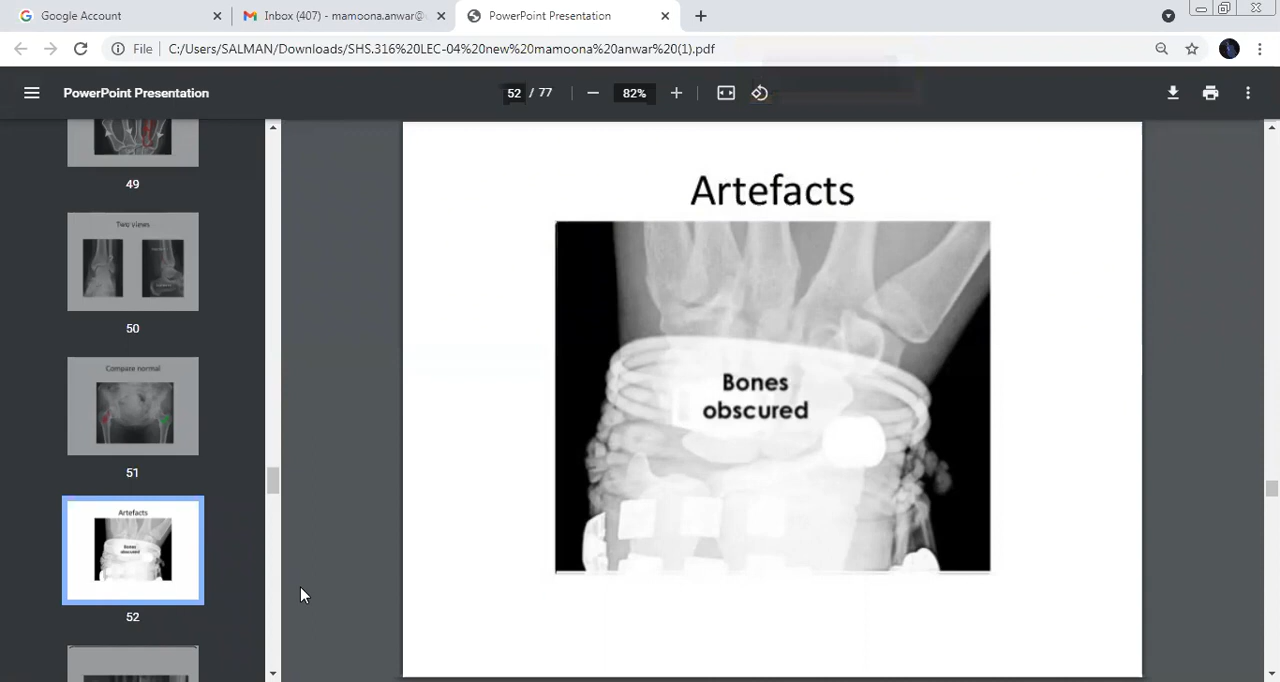 Google Account
Inbox (407) - mamoona.anwar@
PowerPoint Presentation
File
C:/Users/SALMAN/Downloads/SHS.316%20LEC-04%20new%20mamoona%20anwar%20(1).pdf
PowerPoint Presentation
52 / 77
82%
49
Two views
50
Compare normal
51
Artefacts
Bones
obscured
52
Artefacts
Bones
obscured